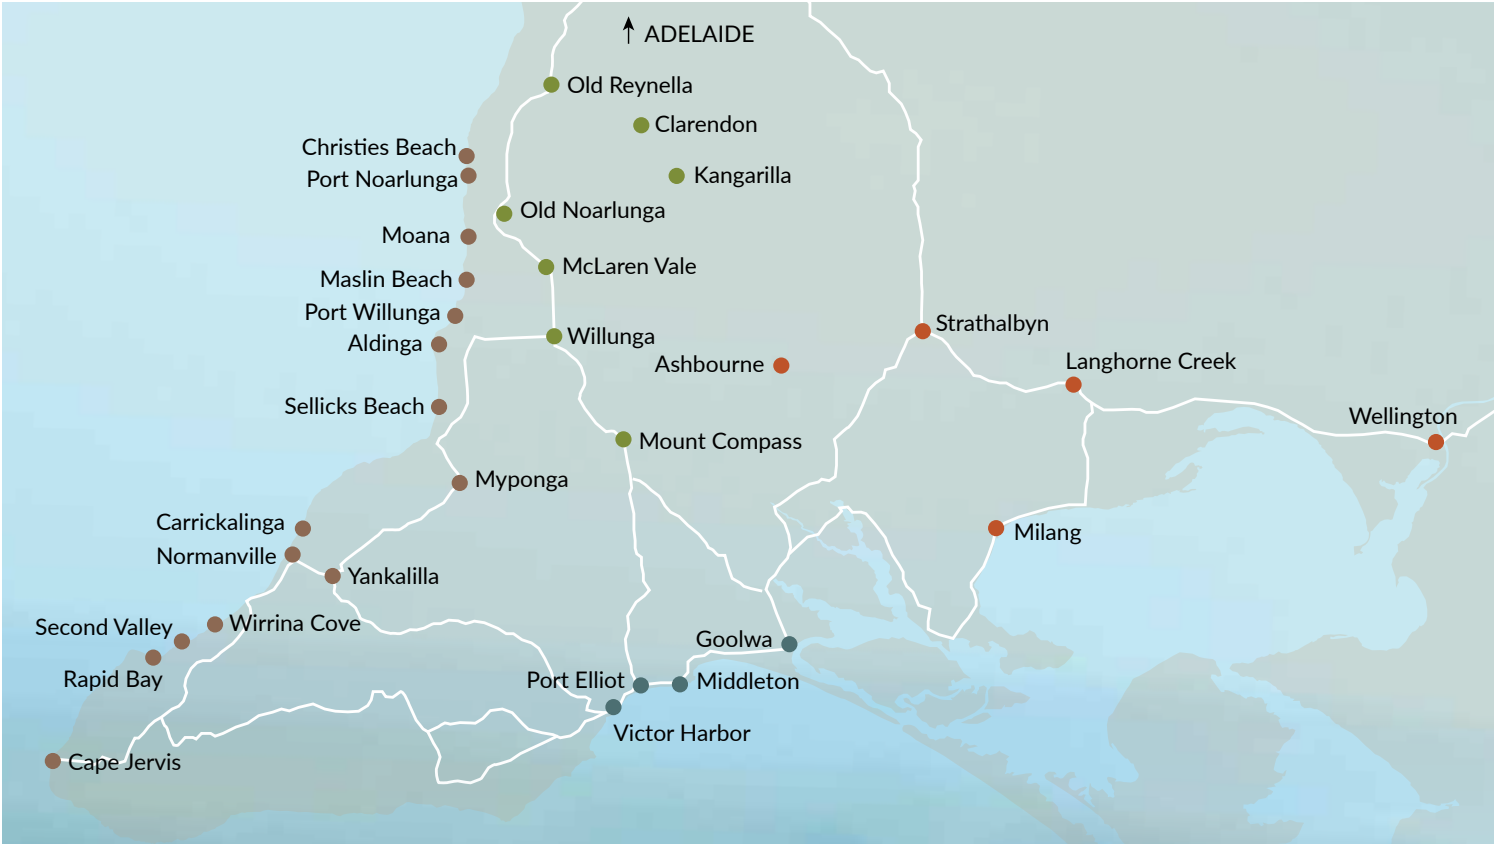 ADELAIDE
Old Reynella
Clarendon
Christies Beach
Port Noarlunga
Kangarilla
Old Noarlunga
Moana
McLaren Vale
Maslin Beach
Port Willunga
Strathalbyn
Willunga
Aldinga
Langhorne Creek
Ashbourne
Sellicks Beach
Wellington
Mount Compass
Myponga
Carrickalinga
Milang
Normanville
Yankalilla
Second Valley
Wirrina Cove
Goolwa
Rapid Bay
Port Elliot
Middleton
Victor Harbor
Cape Jervis